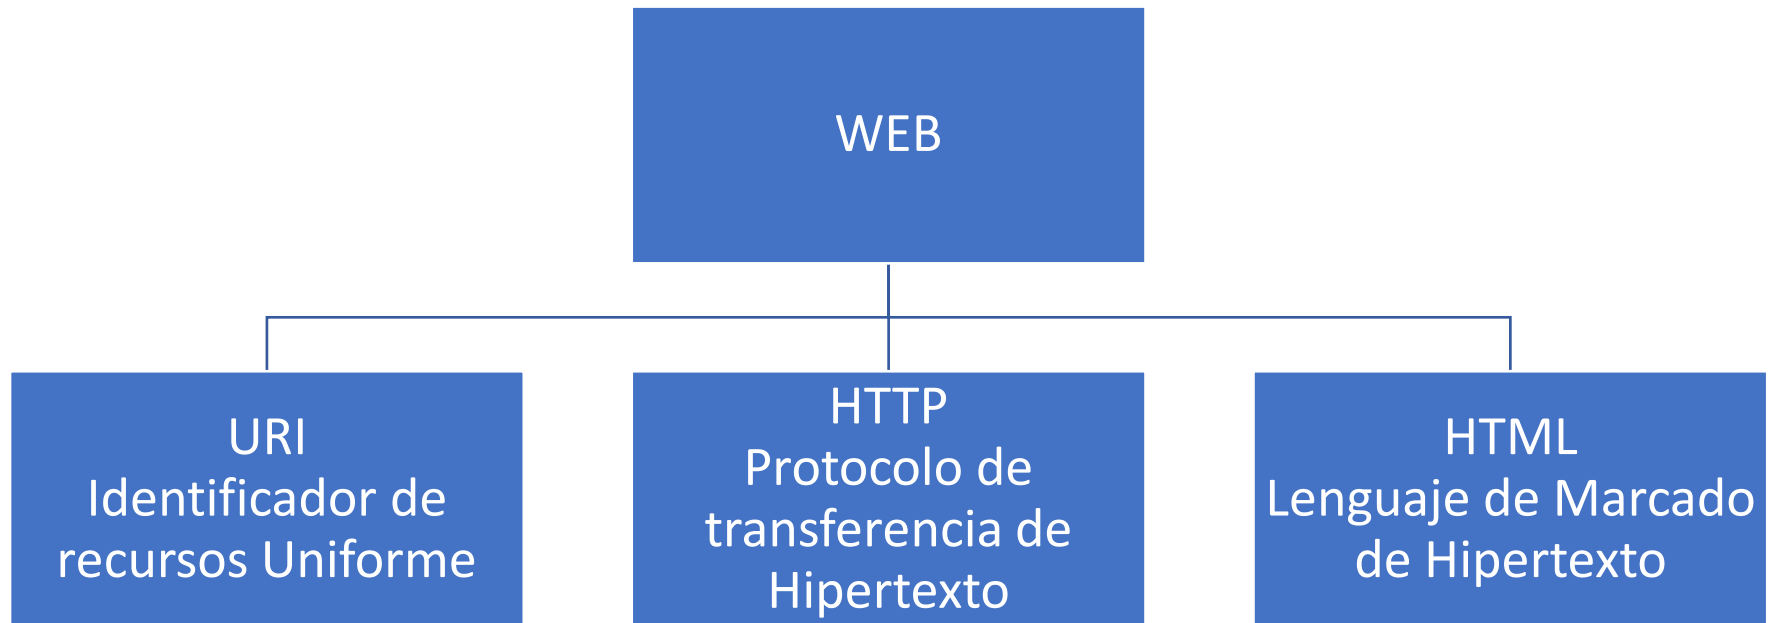 WEB
URI
Identificador de
recursos Uniforme
HTTP
Protocolo de
transferencia de
Hipertexto
HTML
Lenguaje de Marcado
de Hipertexto